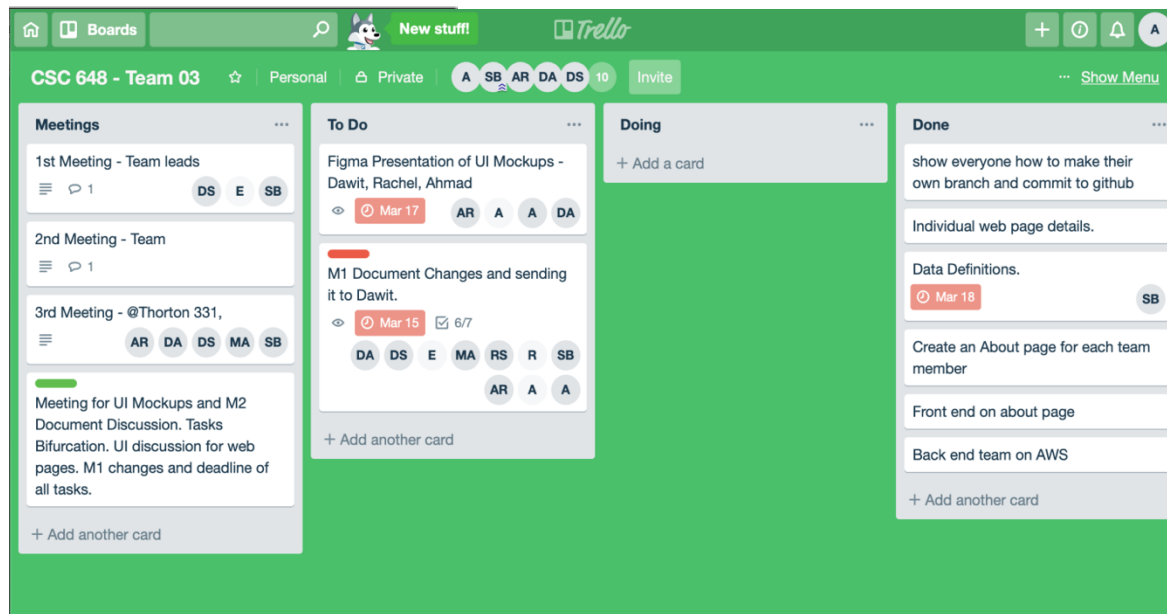 Boards
New stuff!
Trello
A
CSC 648 - Team 03
Personal
Private
A SB AR DA DS 10
Invite
... Show Menu
Meetings ...
1st Meeting - Team leads
1
DS E SB
2nd Meeting - Team
1
3rd Meeting - @Thorton 331,
AR DA DS MA SB
Meeting for UI Mockups and M2
Document Discussion. Tasks
Bifurcation. UI discussion for web
pages. M1 changes and deadline of
all tasks.
+ Add another card
To Do ...
Figma Presentation of UI Mockups -
Dawit, Rachel, Ahmad
Mar 17
AR A A DA
M1 Document Changes and sending
it to Dawit.
Mar 15 6/7
DA DS E MA RS R SB
AR A A
+ Add another card
Doing ...
+ Add a card
Done ...
show everyone how to make their
own branch and commit to github
Individual web page details.
Data Definitions.
Mar 18
SB
Create an About page for each team
member
Front end on about page
Back end team on AWS
+ Add another card